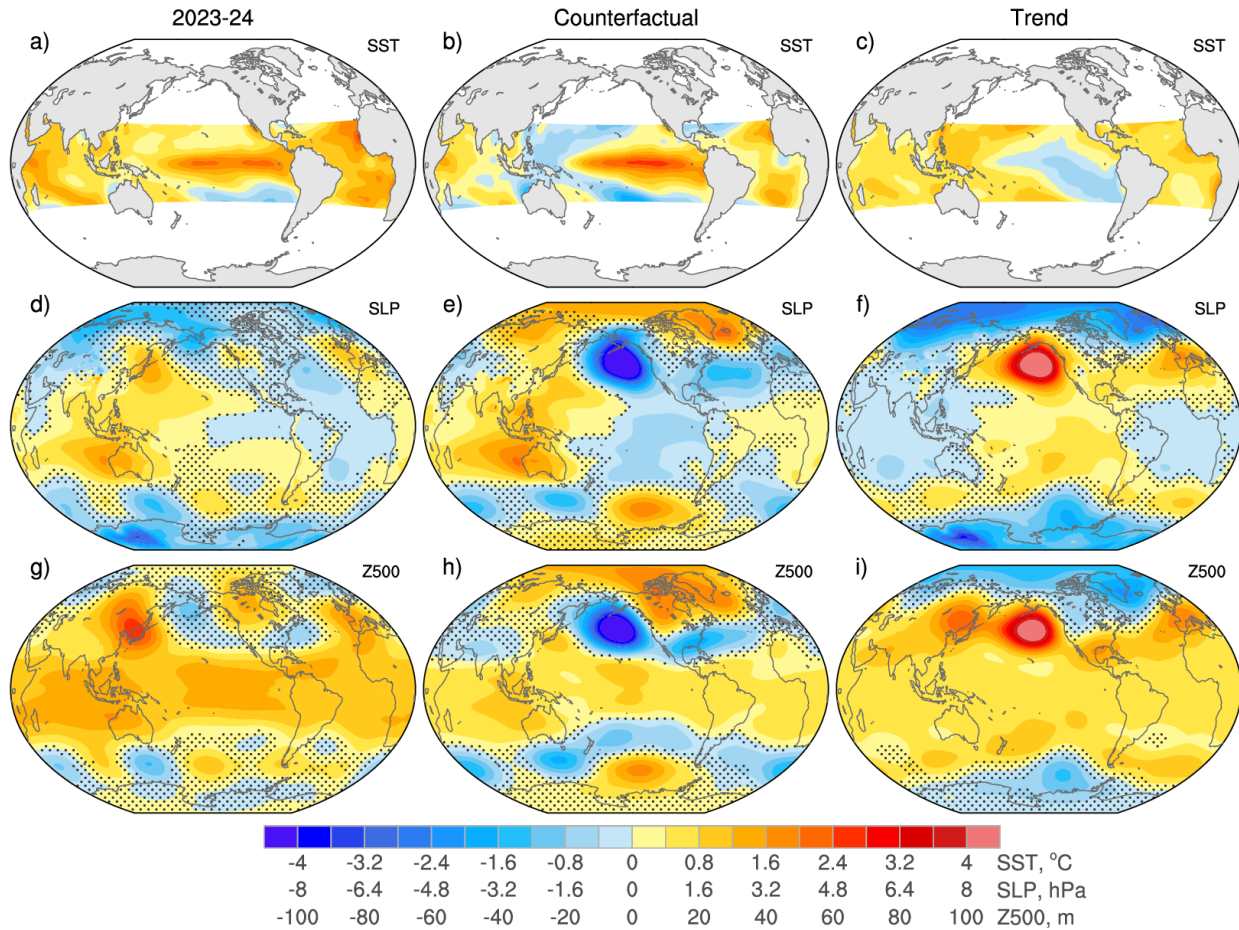 2023-24 Counterfactual Trend
a) SST b) SST c) SST
d) SLP e) SLP f) SLP
g) Z500 h) Z500 i) Z500
-4 -3.2 -2.4 -1.6 -0.8 0 0.8 1.6 2.4 3.2 4 SST, °C
-8 -6.4 -4.8 -3.2 -1.6 0 1.6 3.2 4.8 6.4 8 SLP, hPa
-100 -80 -60 -40 -20 0 20 40 60 80 100 Z500, m